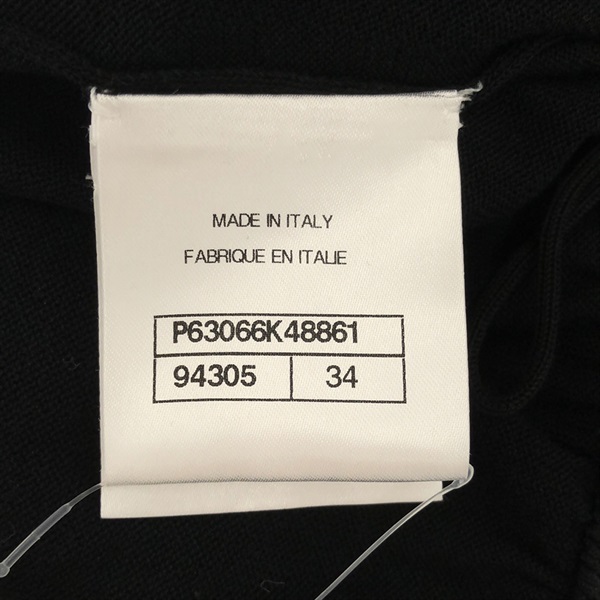 MADE IN ITALY
FABRIQUE EN ITALIE
P63066K48861
94305 34